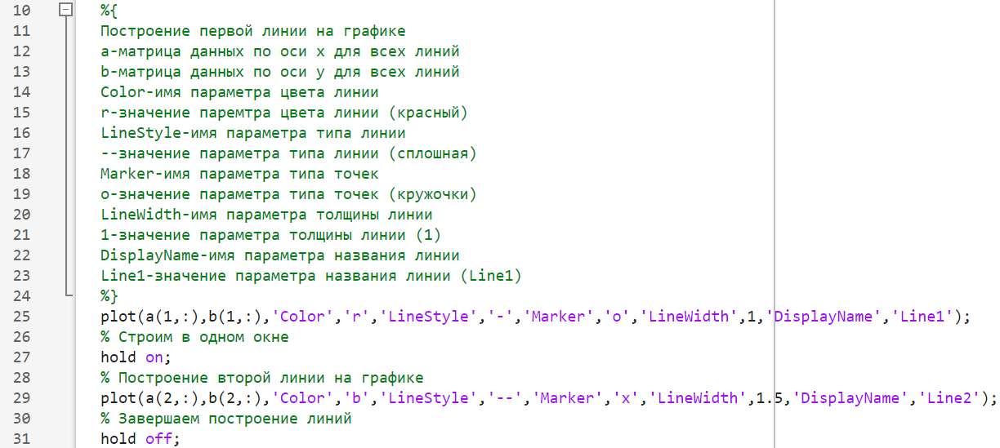 10 %{
11 Построение первой линии на графике
12 a-матрица данных по оси x для всех линий
13 b-матрица данных по оси y для всех линий
14 Color-имя параметра цвета линии
15 r-значение паремтра цвета линии (красный)
16 LineStyle-имя параметра типа линии
17 --значение параметра типа линии (сплошная)
18 Marker-имя параметра типа точек
19 o-значение параметра типа точек (кружочки)
20 LineWidth-имя параметра толщины линии
21 1-значение параметра толщины линии (1)
22 DisplayName-имя параметра названия линии
23 Line1-значение параметра названия линии (Line1)
24 %}
25 plot(a(1,:),b(1,:),'Color','r','LineStyle','-','Marker','o','LineWidth',1,'DisplayName','Line1');
26 % Строим в одном окне
27 hold on;
28 % Построение второй линии на графике
29 plot(a(2,:),b(2,:),'Color','b','LineStyle','--','Marker','x','LineWidth',1.5,'DisplayName','Line2');
30 % Завершаем построение линий
31 hold off;